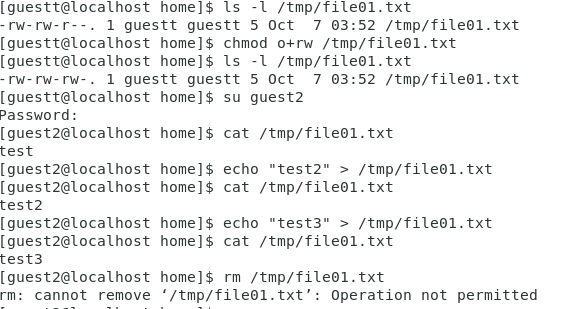 [guestt@localhost home]$ ls -l /tmp/file01.txt
-rw-rw-r--. 1 guestt guestt 5 Oct  7 03:52 /tmp/file01.txt
[guestt@localhost home]$ chmod o+rw /tmp/file01.txt
[guestt@localhost home]$ ls -l /tmp/file01.txt
-rw-rw-rw-. 1 guestt guestt 5 Oct  7 03:52 /tmp/file01.txt
[guestt@localhost home]$ su guest2
Password:
[guest2@localhost home]$ cat /tmp/file01.txt
test
[guest2@localhost home]$ echo "test2" > /tmp/file01.txt
[guest2@localhost home]$ cat /tmp/file01.txt
test2
[guest2@localhost home]$ echo "test3" > /tmp/file01.txt
[guest2@localhost home]$ cat /tmp/file01.txt
test3
[guest2@localhost home]$ rm /tmp/file01.txt
rm: cannot remove ‘/tmp/file01.txt’: Operation not permitted